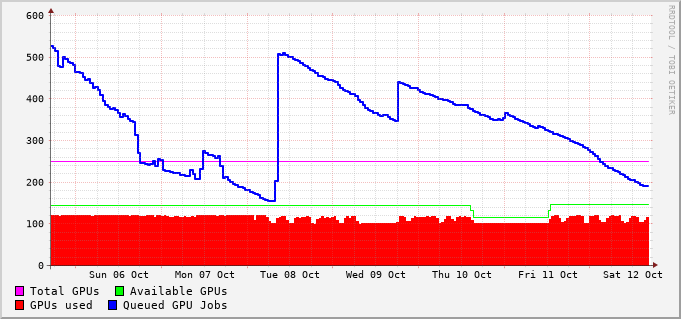 600
500
400
300
200
100
0
Sun 06 Oct Mon 07 Oct Tue 08 Oct Wed 09 Oct Thu 10 Oct Fri 11 Oct Sat 12 Oct
Total GPUs Available GPUs
GPUs used Queued GPU Jobs
RRDTOOL / TOBI OETIKER